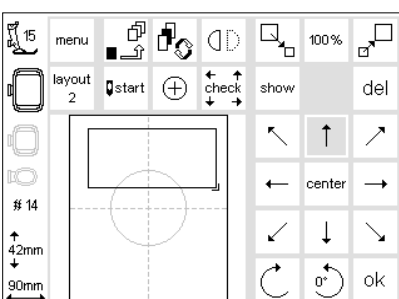 15 menu 100%
layout
2
start check show del
center
# 14
42mm
90mm
0° ok